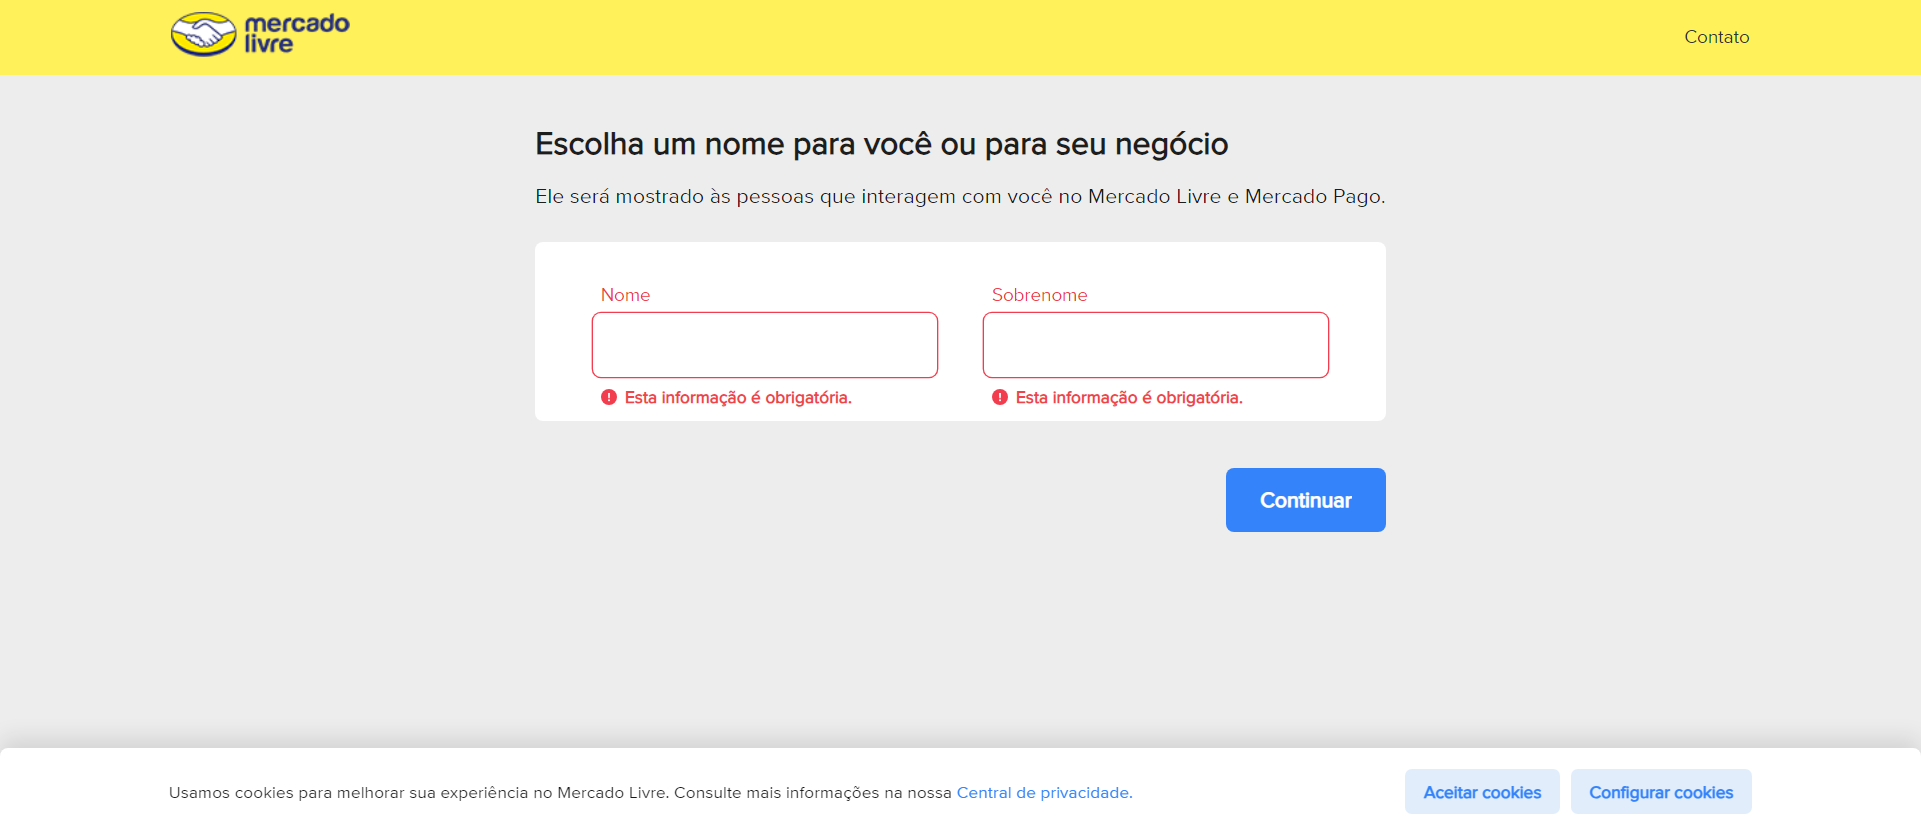 mercado
livre
Contato
Escolha um nome para você ou para seu negócio
Ele será mostrado às pessoas que interagem com você no Mercado Livre e Mercado Pago.
Nome Sobrenome
Esta informação é obrigatória. Esta informação é obrigatória.
Continuar
Usamos cookies para melhorar sua experiência no Mercado Livre. Consulte mais informações na nossa Central de privacidade. Aceitar cookies Configurar cookies